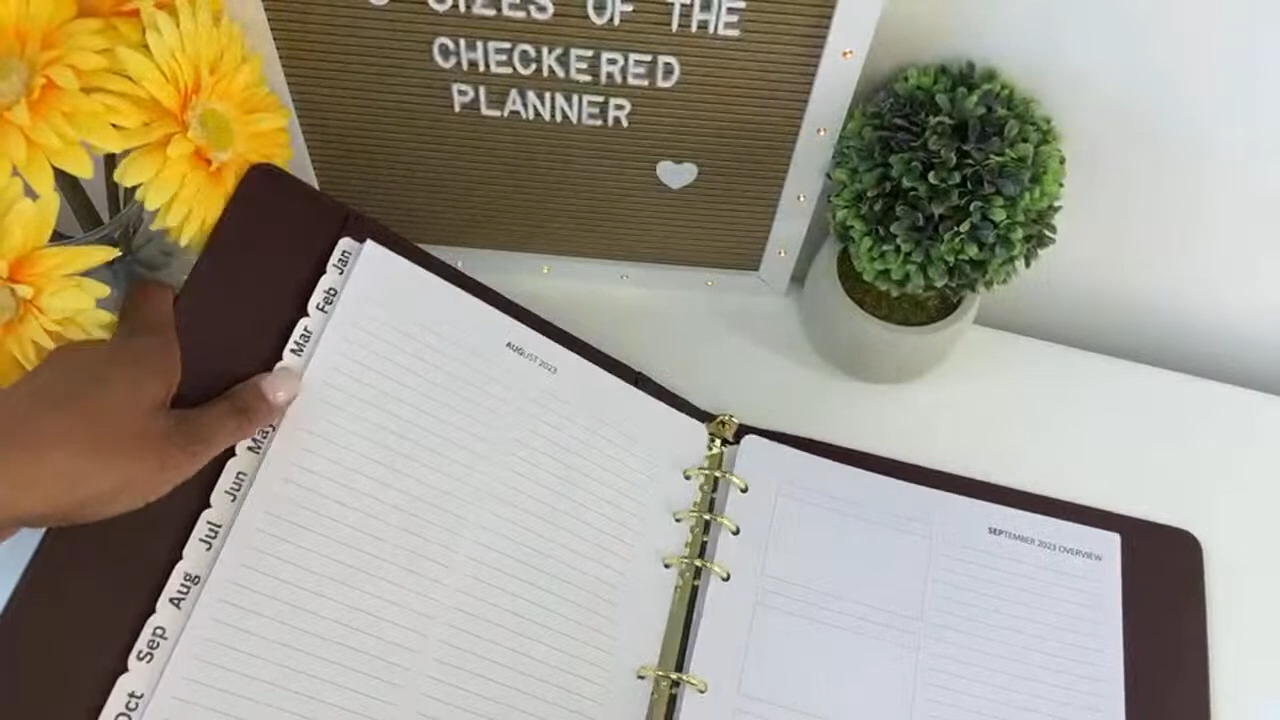 SIZES OF THE
CHECKERED
PLANNER
Jan
Feb
Mar
May
Jun
Jul
Aug
Sep
Oct
AUGUST 2023
SEPTEMBER 2023 OVERVIEW